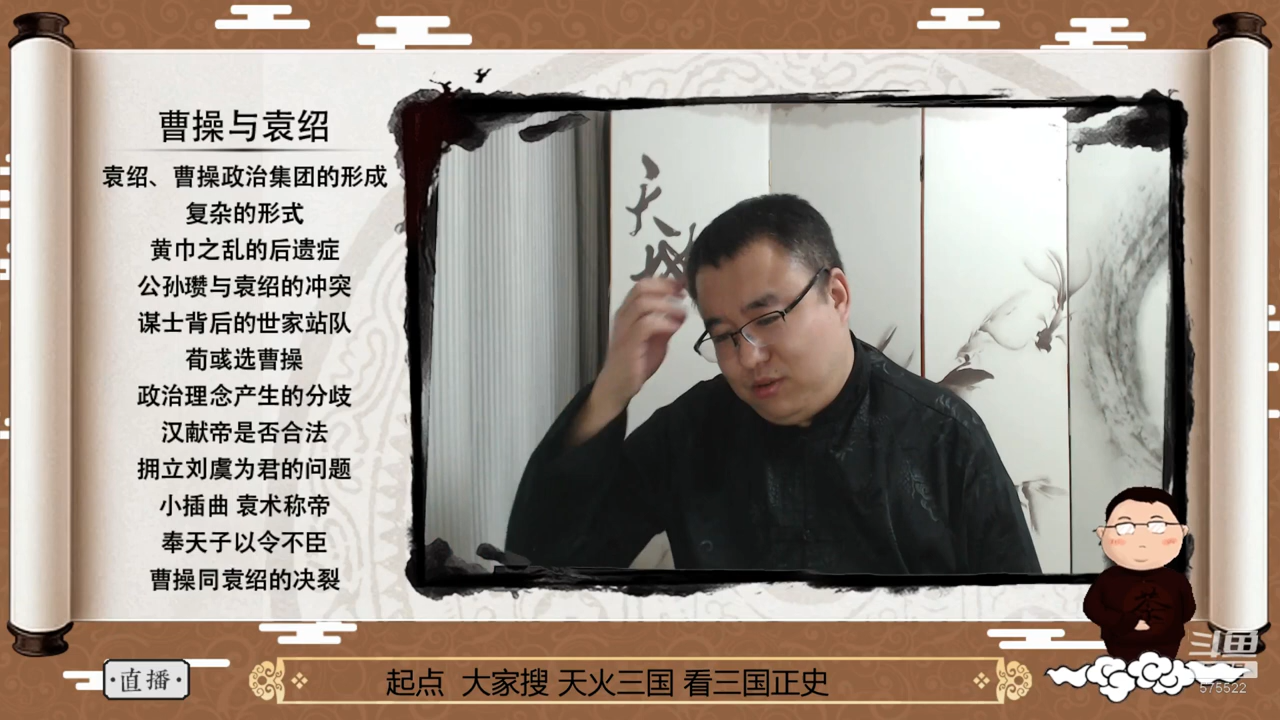 曹操与袁绍
袁绍、曹操政治集团的形成
复杂的形式
黄巾之乱的后遗症
公孙瓒与袁绍的冲突
谋士背后的世家站队
荀彧选曹操
政治理念产生的分歧
汉献帝是否合法
拥立刘虞为君的问题
小插曲 袁术称帝
奉天子以令不臣
曹操同袁绍的决裂
天
·直播·
起点 大家搜 天火三国 看三国正史
斗鱼
575522